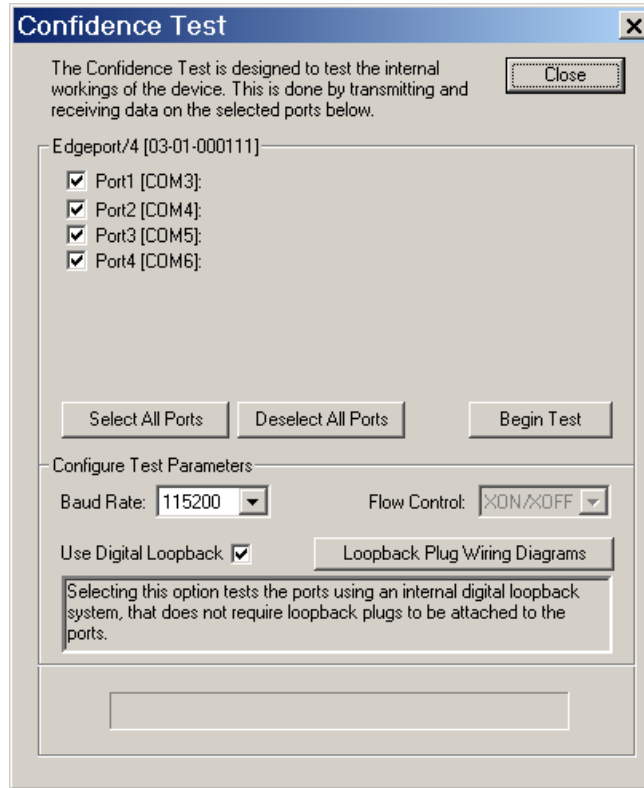 Confidence Test
The Confidence Test is designed to test the internal
workings of the device. This is done by transmitting and
receiving data on the selected ports below.
Close
Edgeport/4 [03-01-000111]
Port1 [COM3]:
Port2 [COM4]:
Port3 [COM5]:
Port4 [COM6]:
Select All Ports Deselect All Ports Begin Test
Configure Test Parameters
Baud Rate: 115200 Flow Control: XON/XOFF
Use Digital Loopback Loopback Plug Wiring Diagrams
Selecting this option tests the ports using an internal digital loopback
system, that does not require loopback plugs to be attached to the
ports.